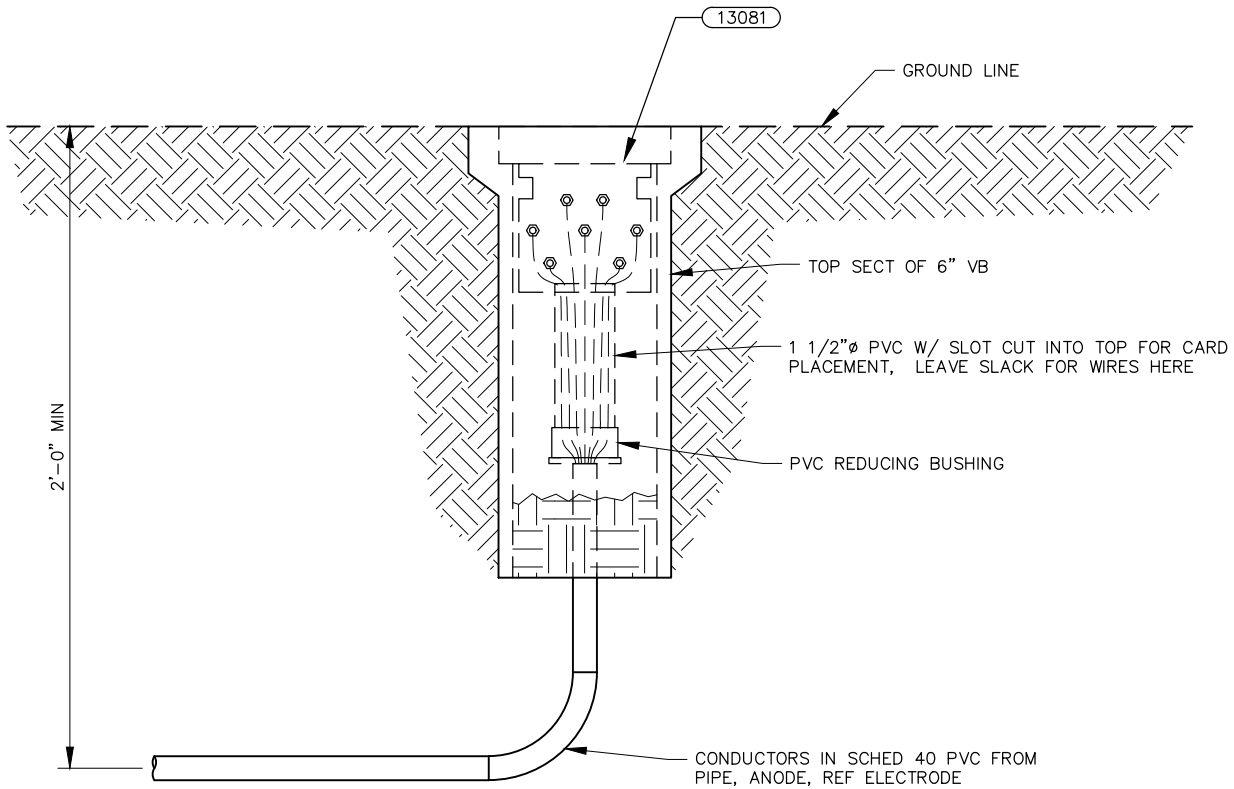 13081
GROUND LINE
TOP SECT OF 6" VB
1 1/2"ø PVC W/ SLOT CUT INTO TOP FOR CARD
PLACEMENT, LEAVE SLACK FOR WIRES HERE
2'-0" MIN
PVC REDUCING BUSHING
CONDUCTORS IN SCHED 40 PVC FROM
PIPE, ANODE, REF ELECTRODE